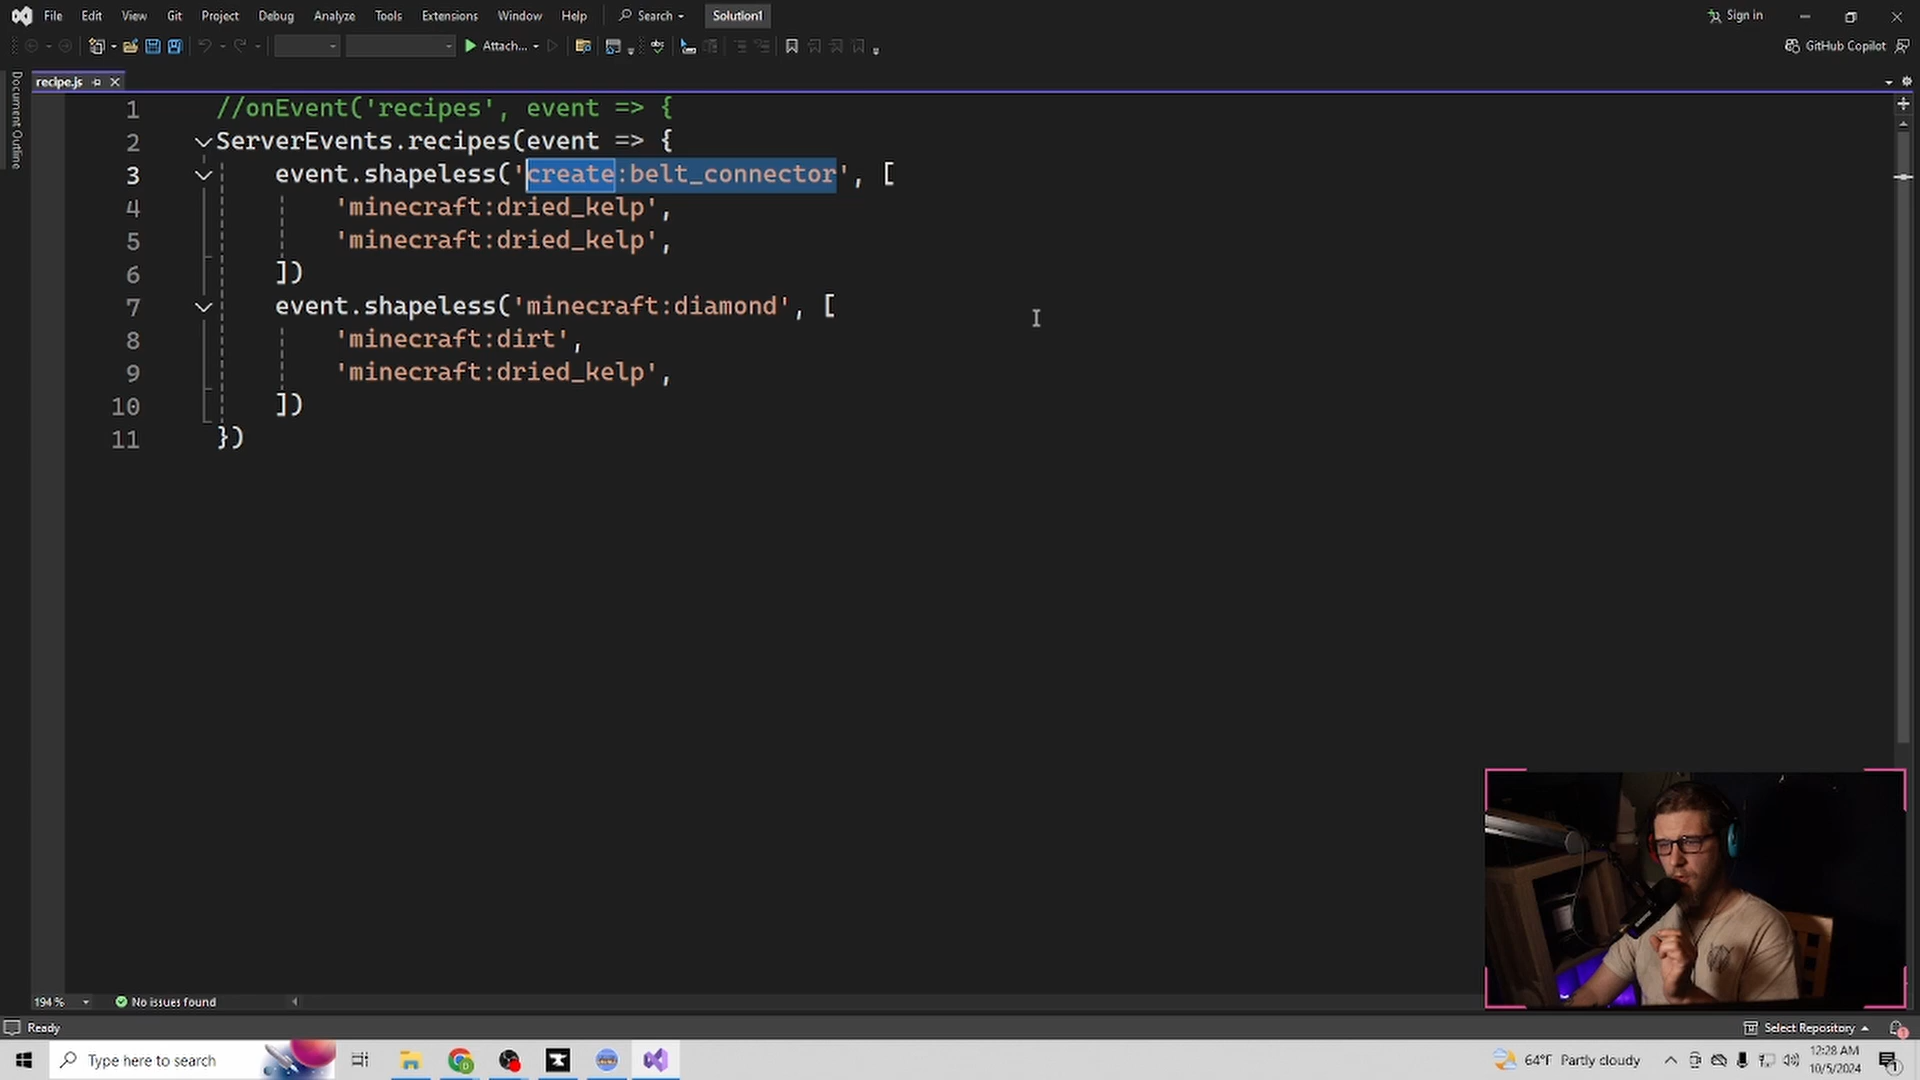 File Edit View Git Project Debug Analyze Tools Extensions Window Help Search Solution1 Sign in
Attach... GitHub Copilot
Document Outline
recipe.js
1 //onEvent('recipes', event => {
2 ServerEvents.recipes(event => {
3 event.shapeless('create:belt_connector', [
4 'minecraft:dried_kelp',
5 'minecraft:dried_kelp',
6 ])
7 event.shapeless('minecraft:diamond', [
8 'minecraft:dirt',
9 'minecraft:dried_kelp',
10 ])
11 })
194 % No issues found
Ready Select Repository
Type here to search 64°F Partly cloudy 12:28 AM
10/5/2024